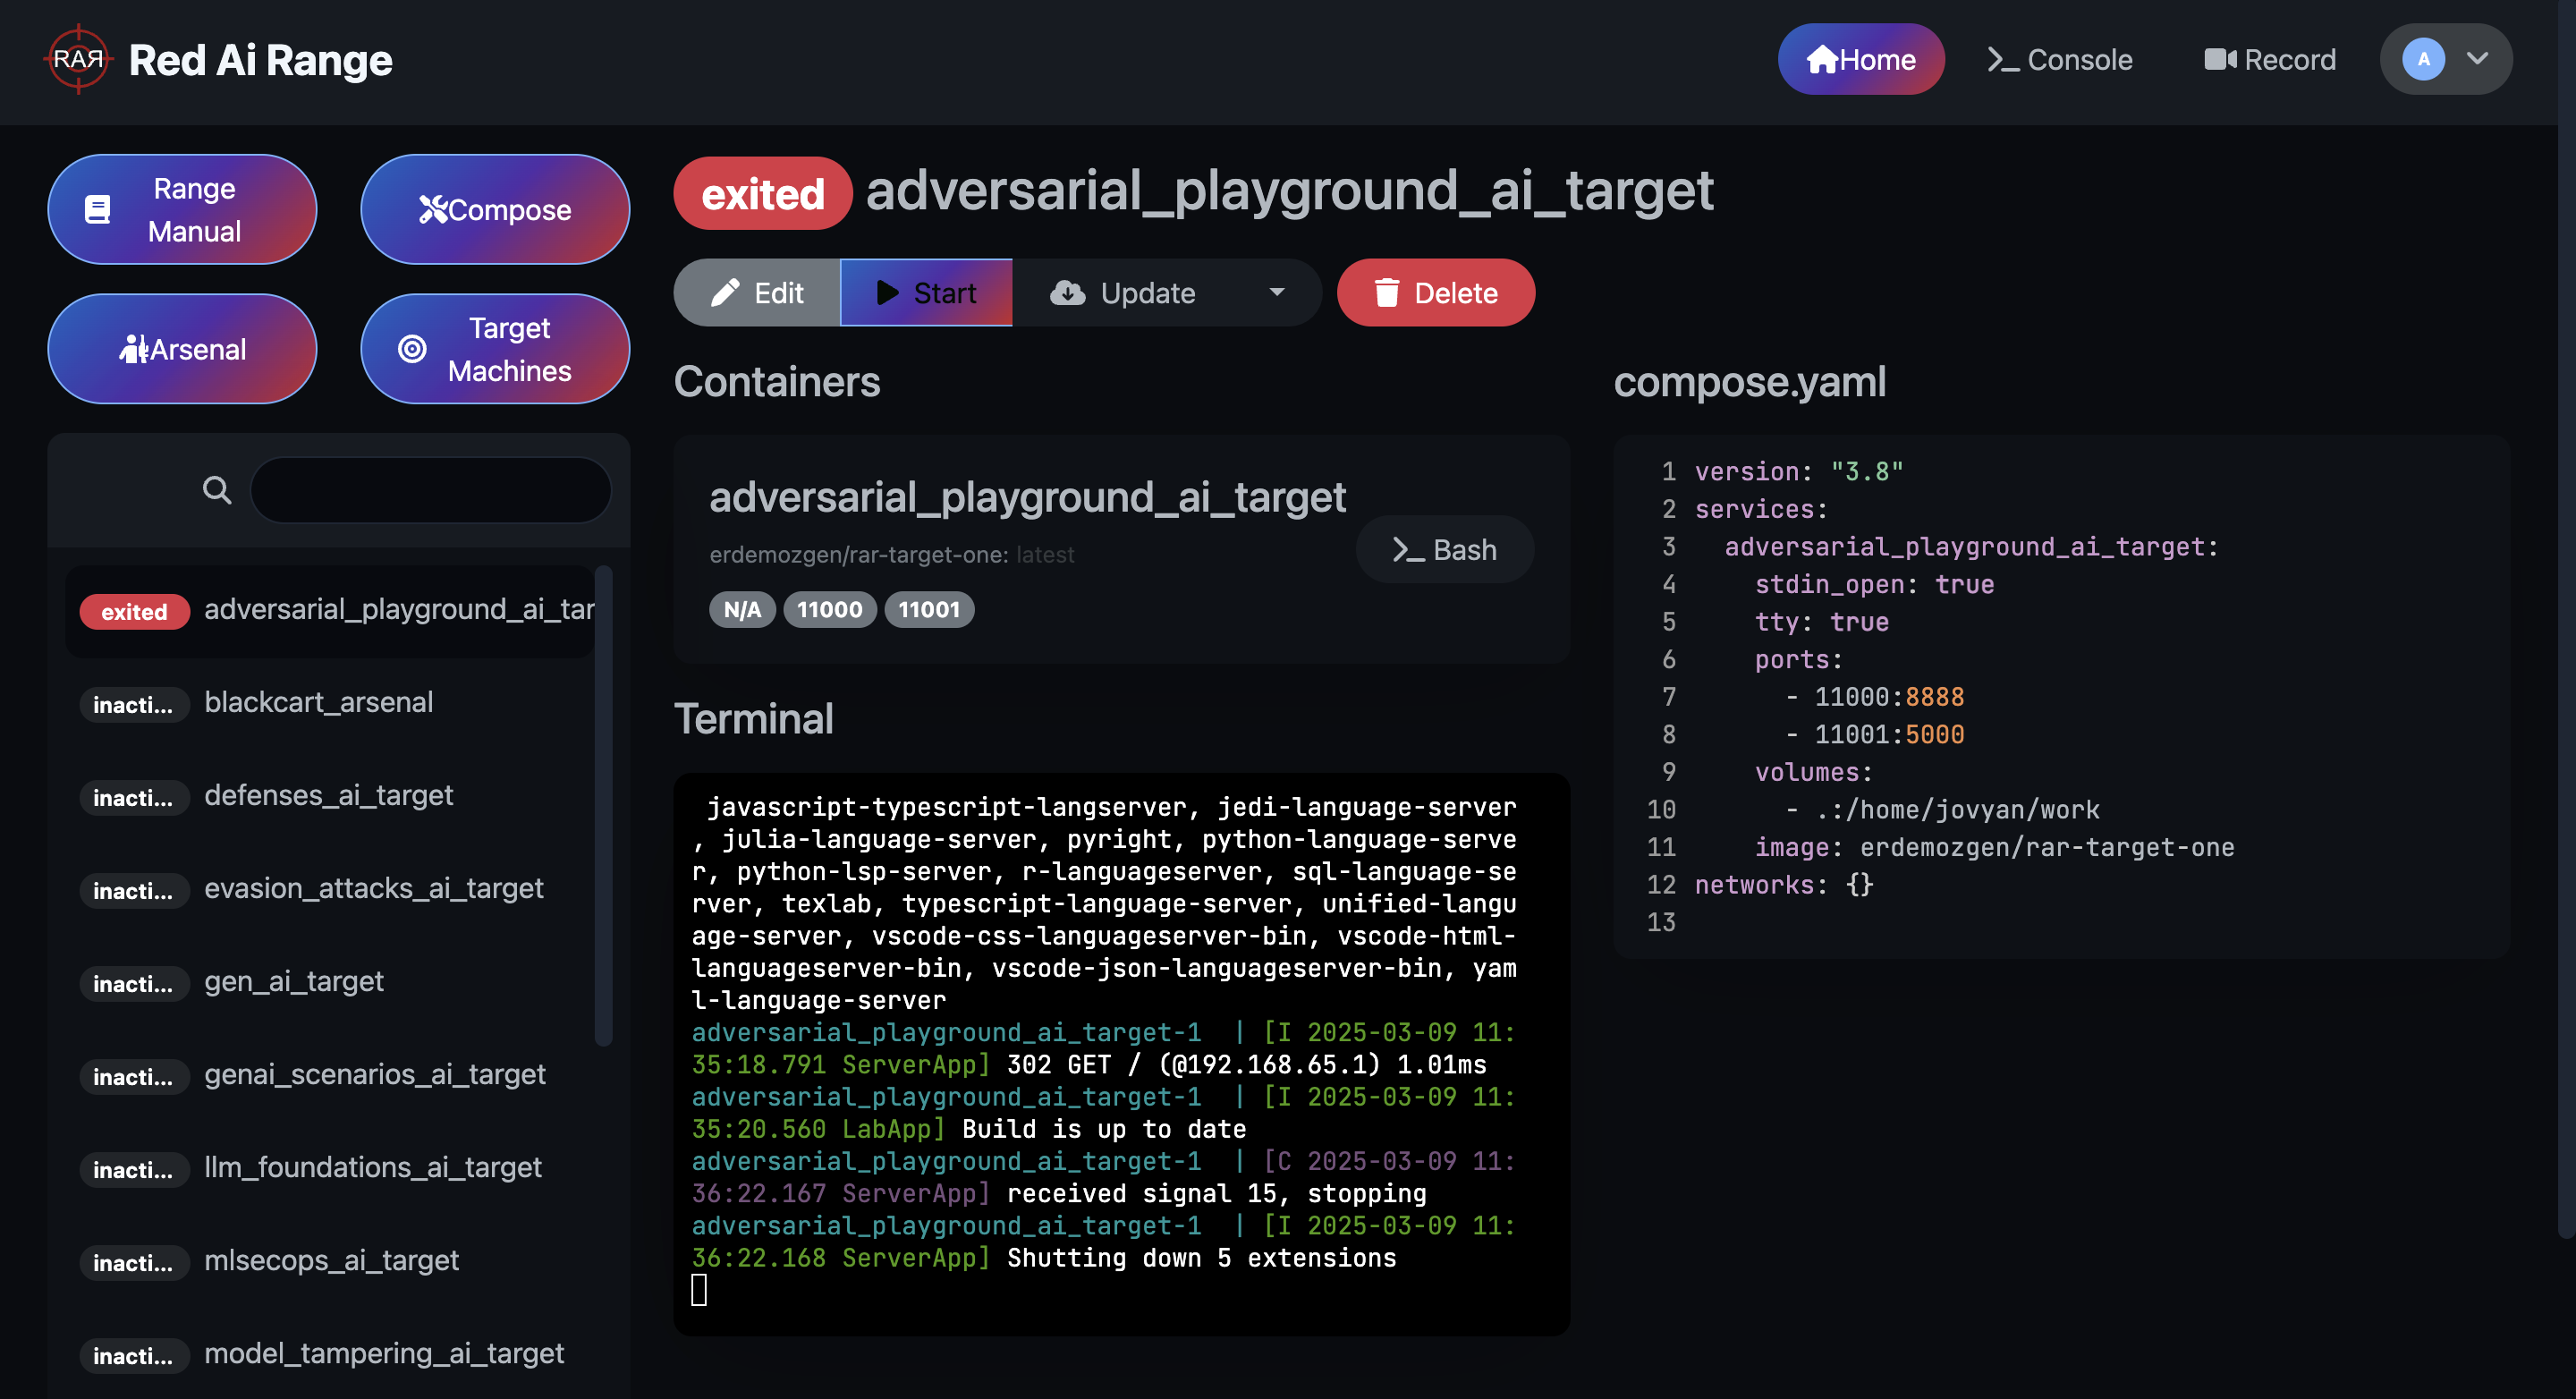 RAR
Red Ai Range
Home
Console
Record
A
Range
Manual
Compose
Arsenal
Target
Machines
exited adversarial_playground_ai_tar
inacti... blackcart_arsenal
inacti... defenses_ai_target
inacti... evasion_attacks_ai_target
inacti... gen_ai_target
inacti... genai_scenarios_ai_target
inacti... llm_foundations_ai_target
inacti... mlsecops_ai_target
inacti... model_tampering_ai_target
exited adversarial_playground_ai_target
Edit
Start
Update
Delete
Containers
adversarial_playground_ai_target
erdemozgen/rar-target-one: latest
N/A 11000 11001
Bash
Terminal
javascript-typescript-langserver, jedi-language-server
, julia-language-server, pyright, python-language-serve
r, python-lsp-server, r-languageserver, sql-language-se
rver, texlab, typescript-language-server, unified-langu
age-server, vscode-css-languageserver-bin, vscode-html-
languageserver-bin, vscode-json-languageserver-bin, yam
l-language-server
adversarial_playground_ai_target-1  | [I 2025-03-09 11:
35:18.791 ServerApp] 302 GET / (@192.168.65.1) 1.01ms
adversarial_playground_ai_target-1  | [I 2025-03-09 11:
35:20.560 LabApp] Build is up to date
adversarial_playground_ai_target-1  | [C 2025-03-09 11:
36:22.167 ServerApp] received signal 15, stopping
adversarial_playground_ai_target-1  | [I 2025-03-09 11:
36:22.168 ServerApp] Shutting down 5 extensions
compose.yaml
1 version: "3.8"
2 services:
3   adversarial_playground_ai_target:
4     stdin_open: true
5     tty: true
6     ports:
7       - 11000:8888
8       - 11001:5000
9     volumes:
10       - .:/home/jovyan/work
11     image: erdemozgen/rar-target-one
12 networks: {}
13